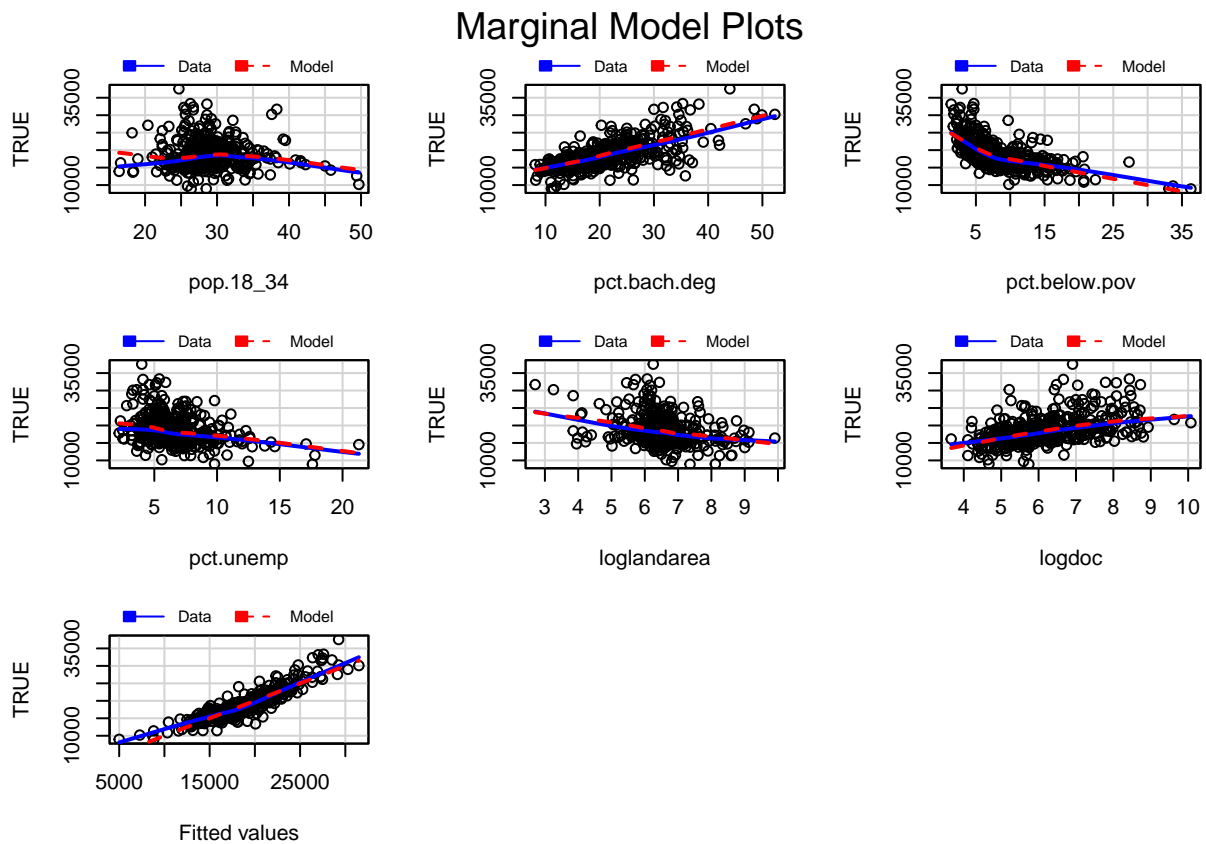 Marginal Model Plots
Data Model
TRUE
10000 35000
20 30 40 50
pop.18_34
Data Model
TRUE
10000 35000
10 20 30 40 50
pct.bach.deg
Data Model
TRUE
10000 35000
5 15 25 35
pct.below.pov
Data Model
TRUE
10000 35000
5 10 15 20
pct.unemp
Data Model
TRUE
10000 35000
3 4 5 6 7 8 9
loglandarea
Data Model
TRUE
10000 35000
4 5 6 7 8 9 10
logdoc
Data Model
TRUE
10000 35000
5000 15000 25000
Fitted values